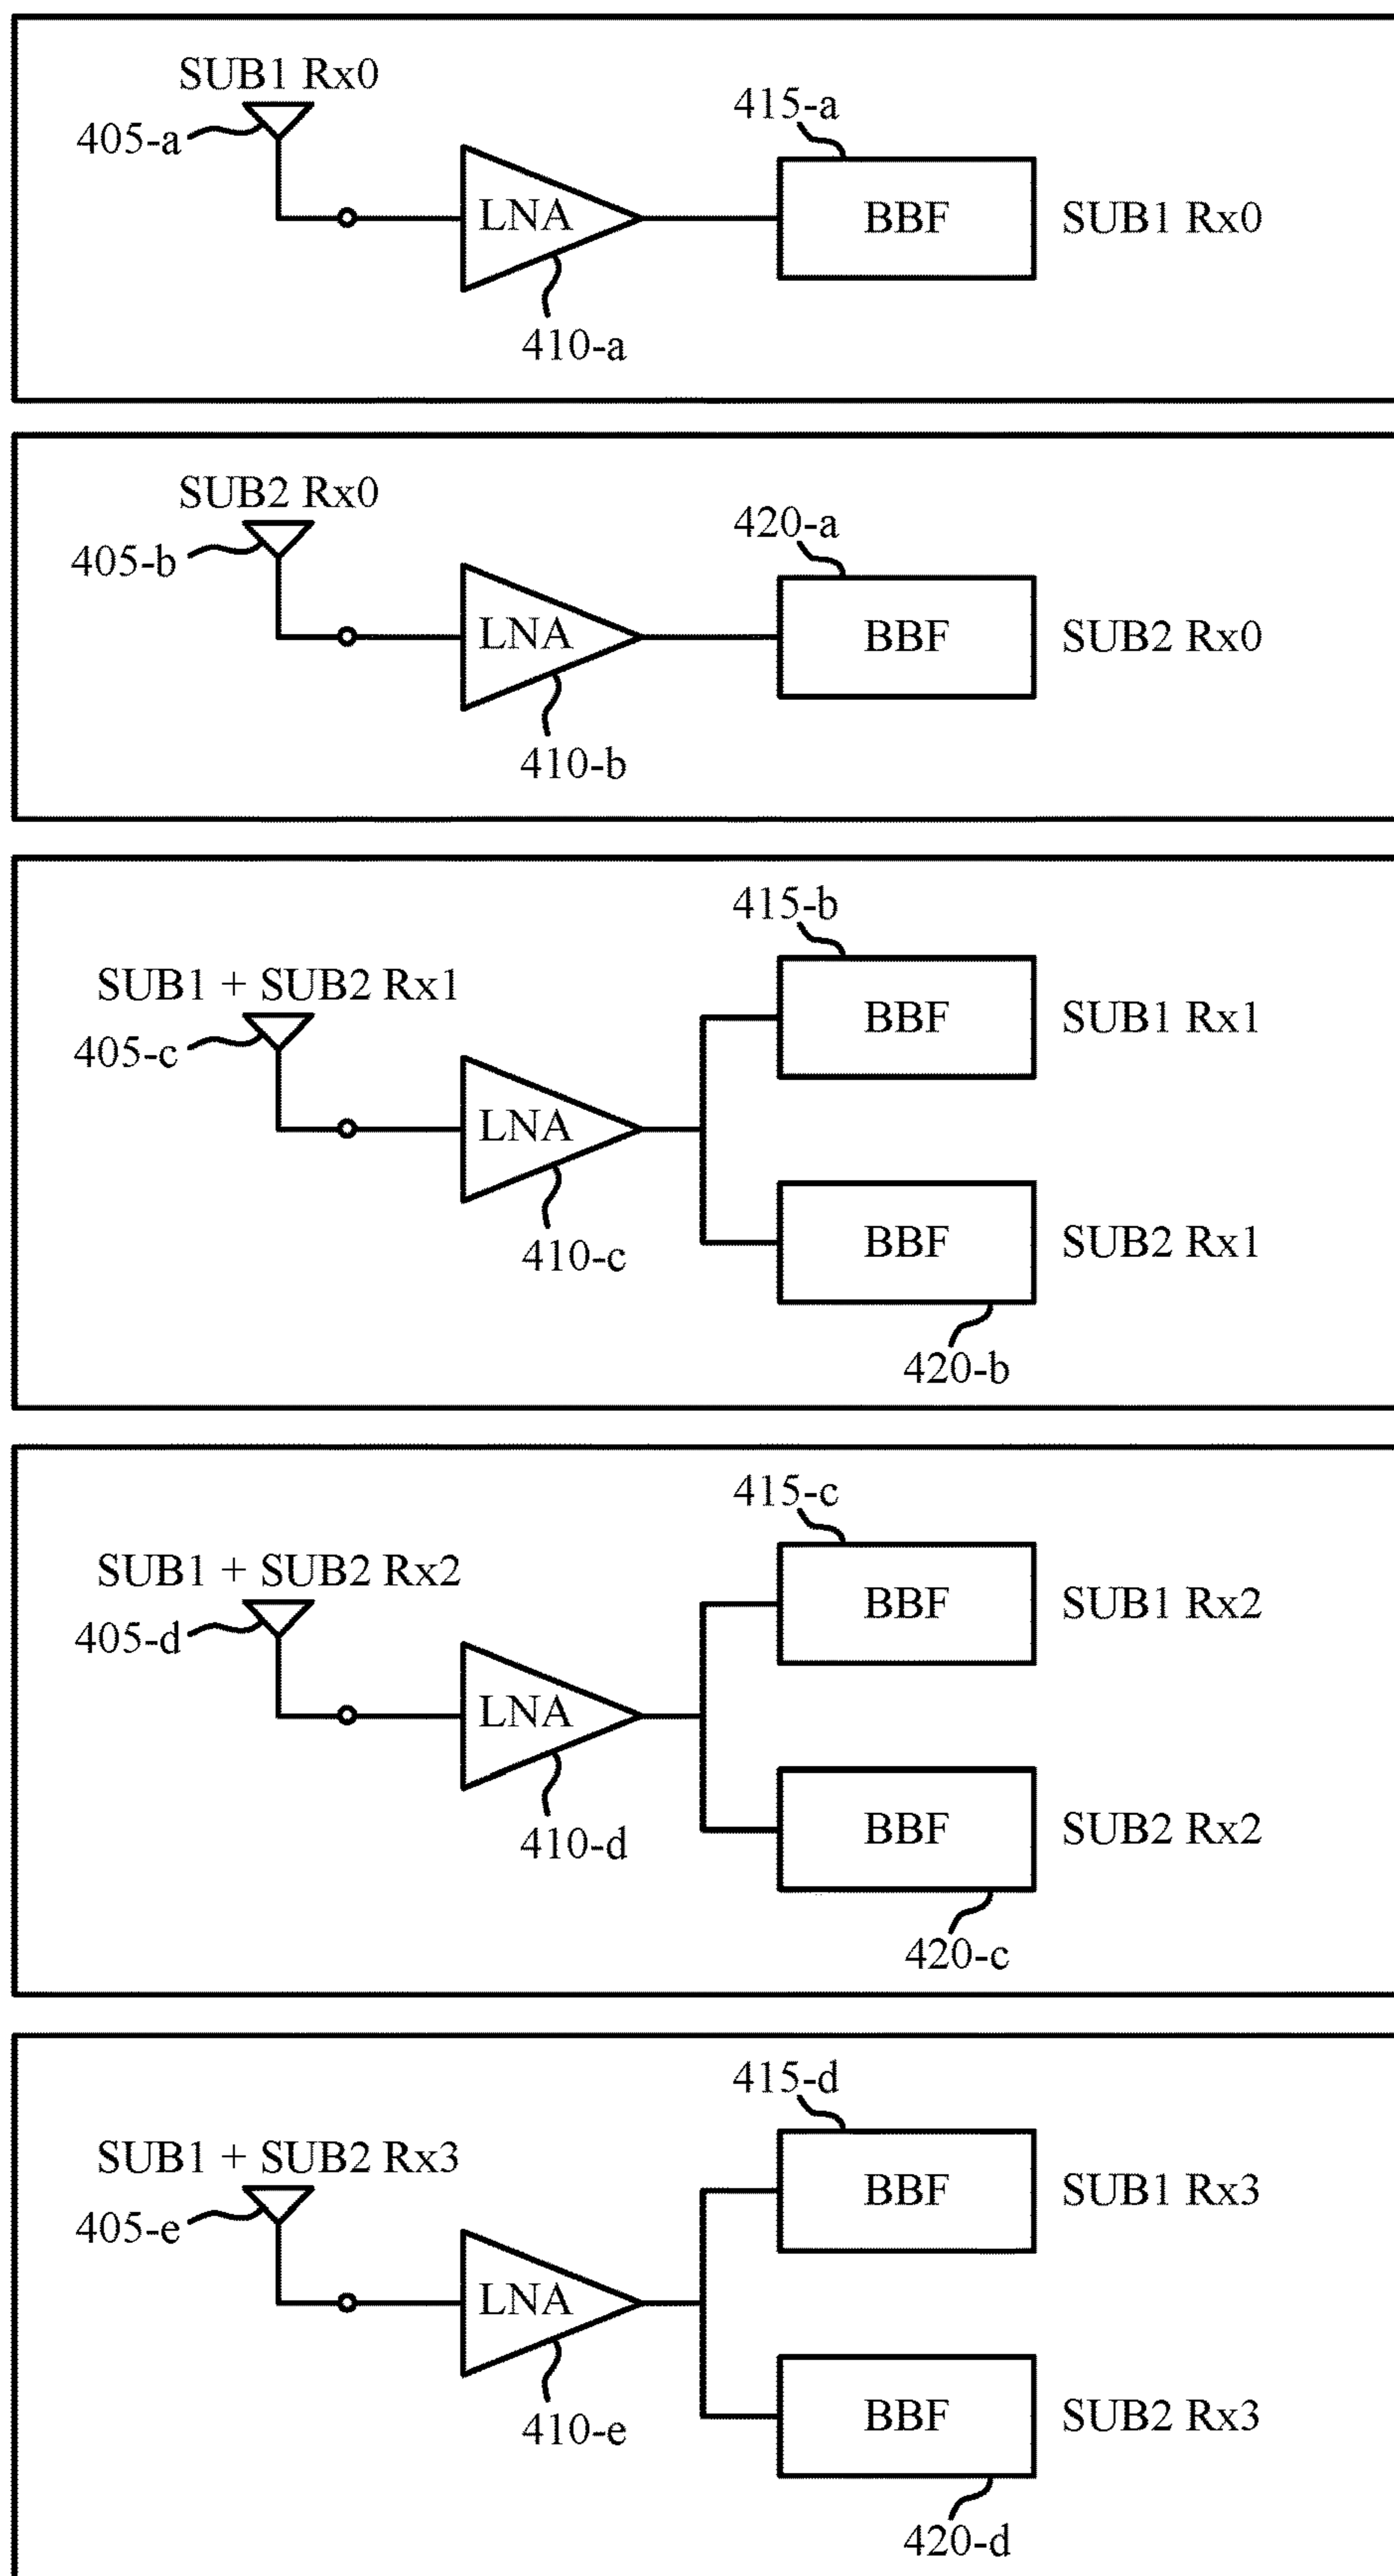 SUB1 Rx0
405-a
415-a
LNA
BBF
SUB1 Rx0
410-a
SUB2 Rx0
405-b
420-a
LNA
BBF
SUB2 Rx0
410-b
415-b
SUB1 + SUB2 Rx1
405-c
BBF
SUB1 Rx1
LNA
410-c
BBF
SUB2 Rx1
420-b
415-c
SUB1 + SUB2 Rx2
405-d
BBF
SUB1 Rx2
LNA
410-d
BBF
SUB2 Rx2
420-c
415-d
SUB1 + SUB2 Rx3
405-e
BBF
SUB1 Rx3
LNA
410-e
BBF
SUB2 Rx3
420-d